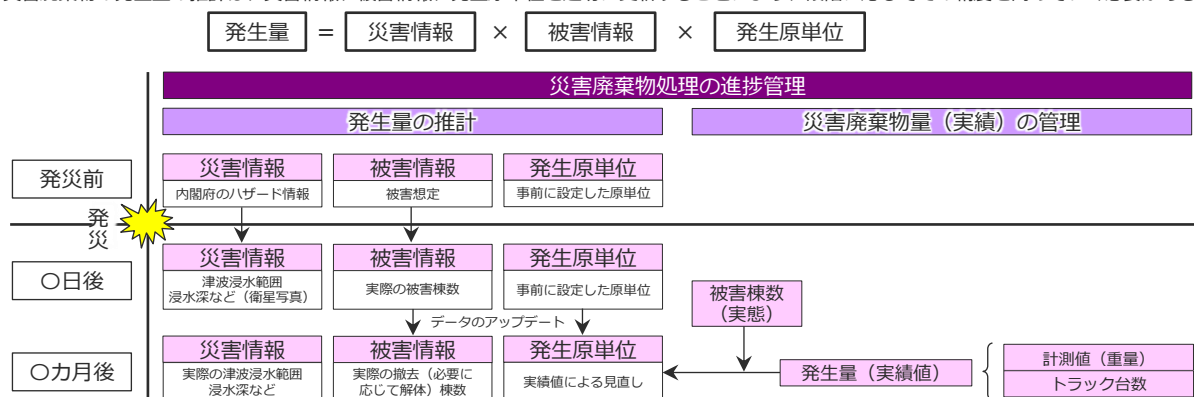 発生量 = 災害情報 × 被害情報 × 発生原単位
災害廃棄物処理の進捗管理
発生量の推計
災害廃棄物量（実績）の管理
発災前
災害情報
内閣府のハザード情報
被害情報
被害想定
発生原単位
事前に設定した原単位
発災
〇日後
災害情報
津波浸水範囲
浸水深など（衛星写真）
被害情報
実際の被害棟数
発生原単位
事前に設定した原単位
被害棟数
（実態）
データのアップデート
〇カ月後
災害情報
実際の津波浸水範囲
浸水深など
被害情報
実際の撤去（必要に
応じて解体）棟数
発生原単位
実績値による見直し
発生量（実績値）
計測値（重量）
トラック台数